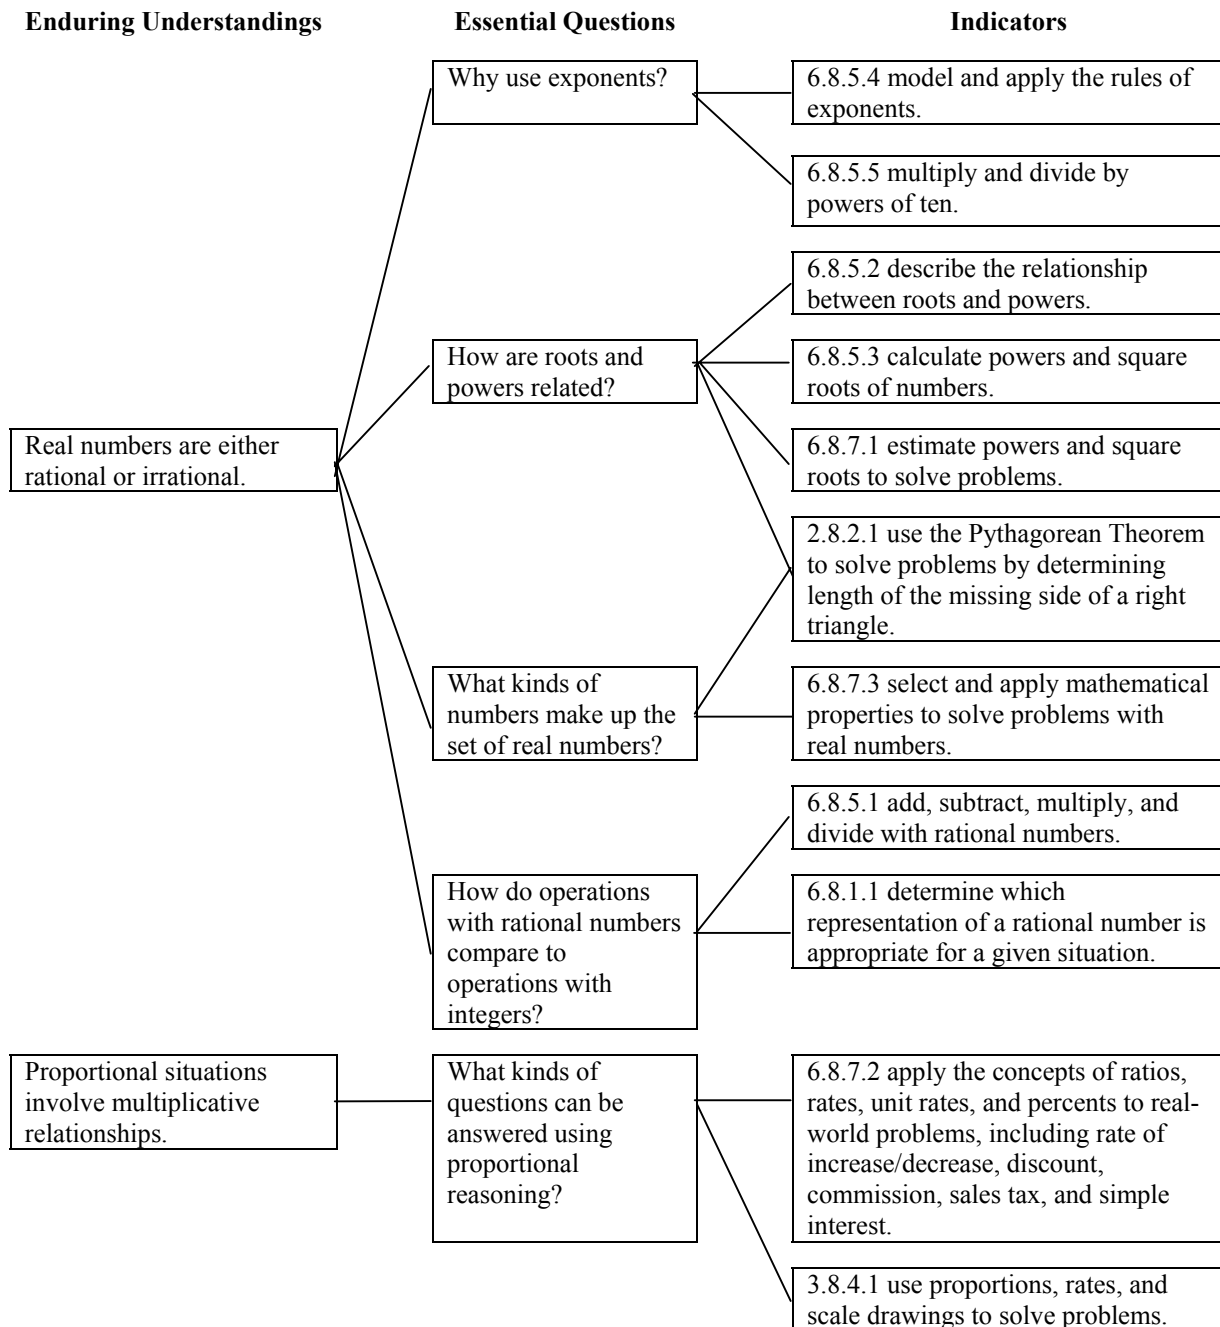 Enduring Understandings
Essential Questions
Indicators
Why use exponents?
6.8.5.4 model and apply the rules of
exponents.
6.8.5.5 multiply and divide by
powers of ten.
6.8.5.2 describe the relationship
between roots and powers.
How are roots and
powers related?
6.8.5.3 calculate powers and square
roots of numbers.
Real numbers are either
rational or irrational.
6.8.7.1 estimate powers and square
roots to solve problems.
2.8.2.1 use the Pythagorean Theorem
to solve problems by determining
length of the missing side of a right
triangle.
What kinds of
numbers make up the
set of real numbers?
6.8.7.3 select and apply mathematical
properties to solve problems with
real numbers.
6.8.5.1 add, subtract, multiply, and
divide with rational numbers.
How do operations
with rational numbers
compare to
operations with
integers?
6.8.1.1 determine which
representation of a rational number is
appropriate for a given situation.
Proportional situations
involve multiplicative
relationships.
What kinds of
questions can be
answered using
proportional
reasoning?
6.8.7.2 apply the concepts of ratios,
rates, unit rates, and percents to real-
world problems, including rate of
increase/decrease, discount,
commission, sales tax, and simple
interest.
3.8.4.1 use proportions, rates, and
scale drawings to solve problems.